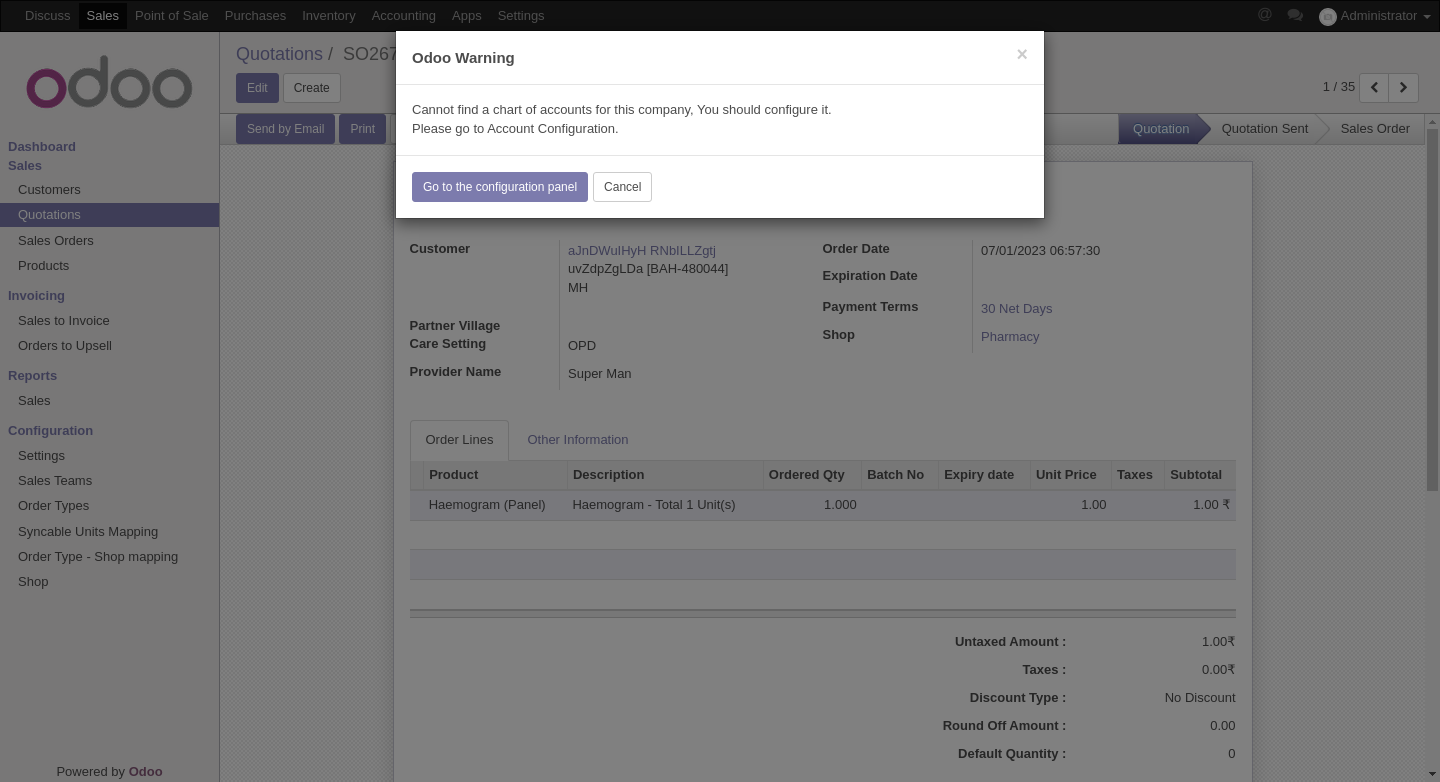 Discuss Sales Point of Sale Purchases Inventory Accounting Apps Settings @ Administrator
odoo
Dashboard
Sales
Customers
Quotations
Sales Orders
Products
Invoicing
Sales to Invoice
Orders to Upsell
Reports
Sales
Configuration
Settings
Sales Teams
Order Types
Syncable Units Mapping
Order Type - Shop mapping
Shop
Powered by Odoo
Quotations / SO267
Edit Create
1 / 35
Send by Email Print
Quotation Quotation Sent Sales Order
Odoo Warning ×
Cannot find a chart of accounts for this company, You should configure it.
Please go to Account Configuration.
Go to the configuration panel Cancel
Customer aJnDWuIHyH RNbILLZgtj
uvZdpZgLDa [BAH-480044]
MH
Partner Village
Care Setting OPD
Provider Name Super Man
Order Date 07/01/2023 06:57:30
Expiration Date
Payment Terms 30 Net Days
Shop Pharmacy
Order Lines Other Information
Product Description Ordered Qty Batch No Expiry date Unit Price Taxes Subtotal
Haemogram (Panel) Haemogram - Total 1 Unit(s) 1.000 1.00 1.00 ₹
Untaxed Amount : 1.00₹
Taxes : 0.00₹
Discount Type : No Discount
Round Off Amount : 0.00
Default Quantity : 0